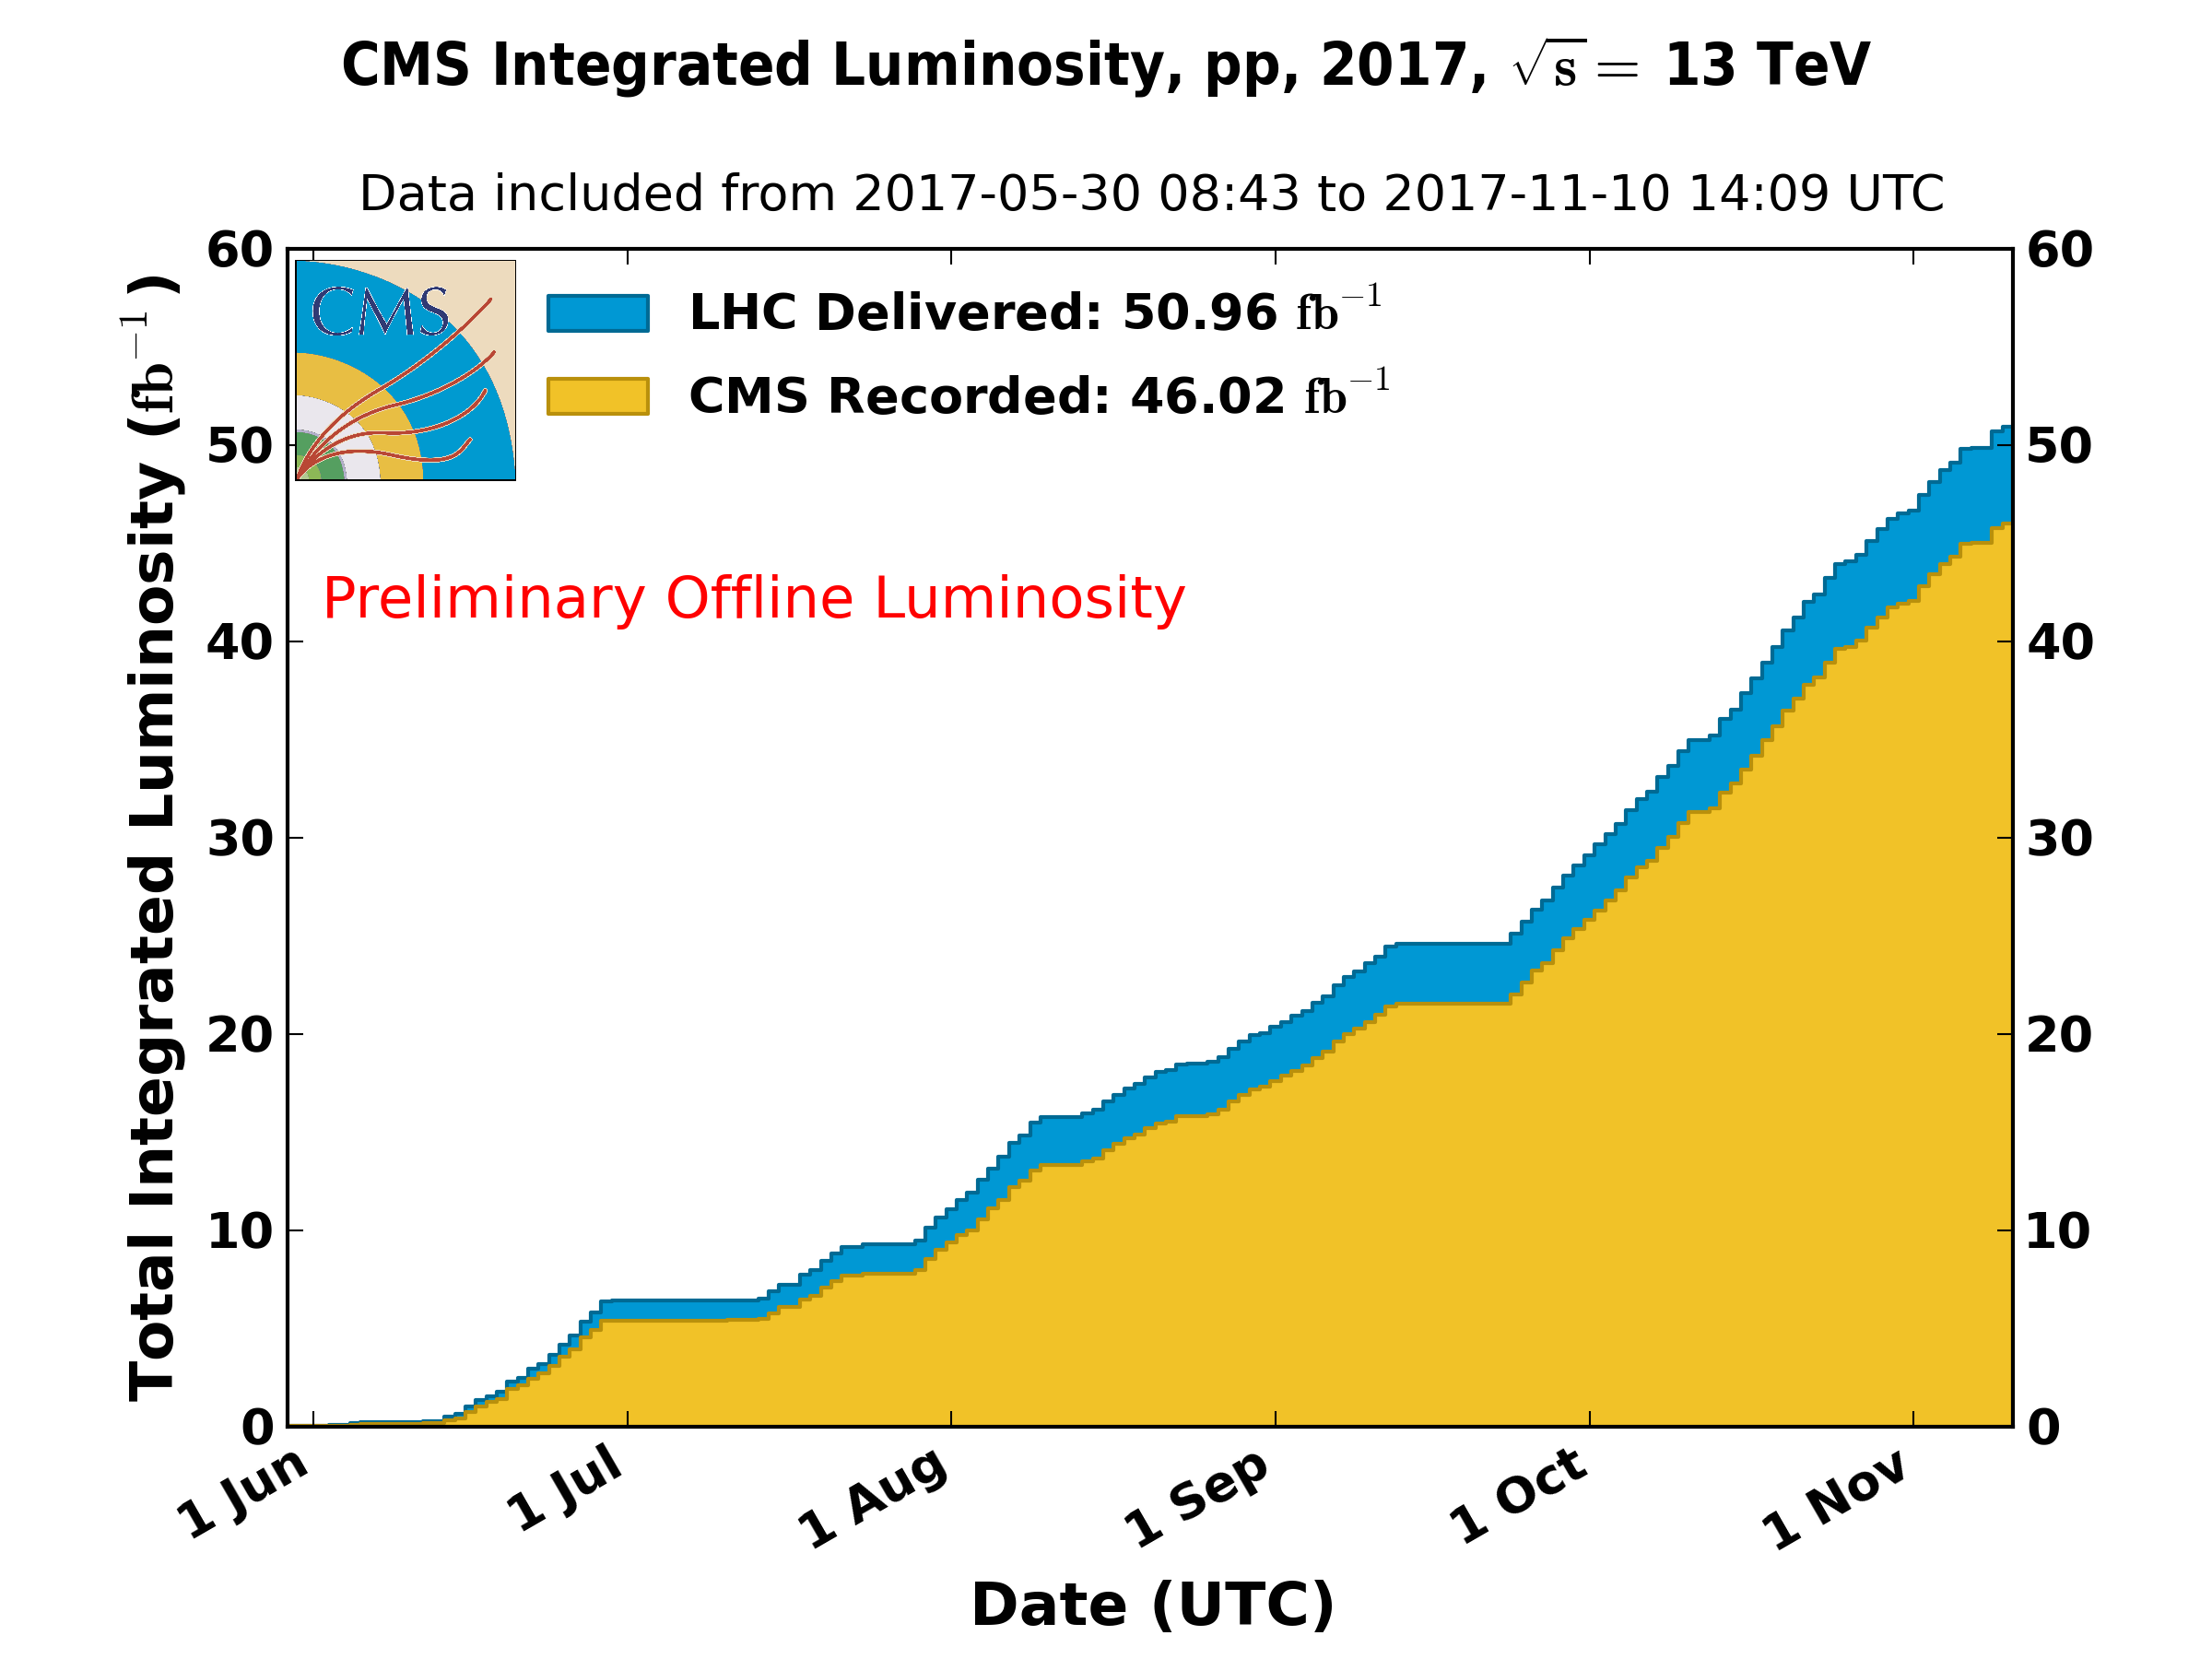 CMS Integrated Luminosity, pp, 2017, √s = 13 TeV
Data included from 2017-05-30 08:43 to 2017-11-10 14:09 UTC
CMS
LHC Delivered: 50.96 fb⁻¹
CMS Recorded: 46.02 fb⁻¹
Preliminary Offline Luminosity
Total Integrated Luminosity (fb⁻¹)
60 60
50 50
40 40
30 30
20 20
10 10
0 0
1 Jun 1 Jul 1 Aug 1 Sep 1 Oct 1 Nov
Date (UTC)